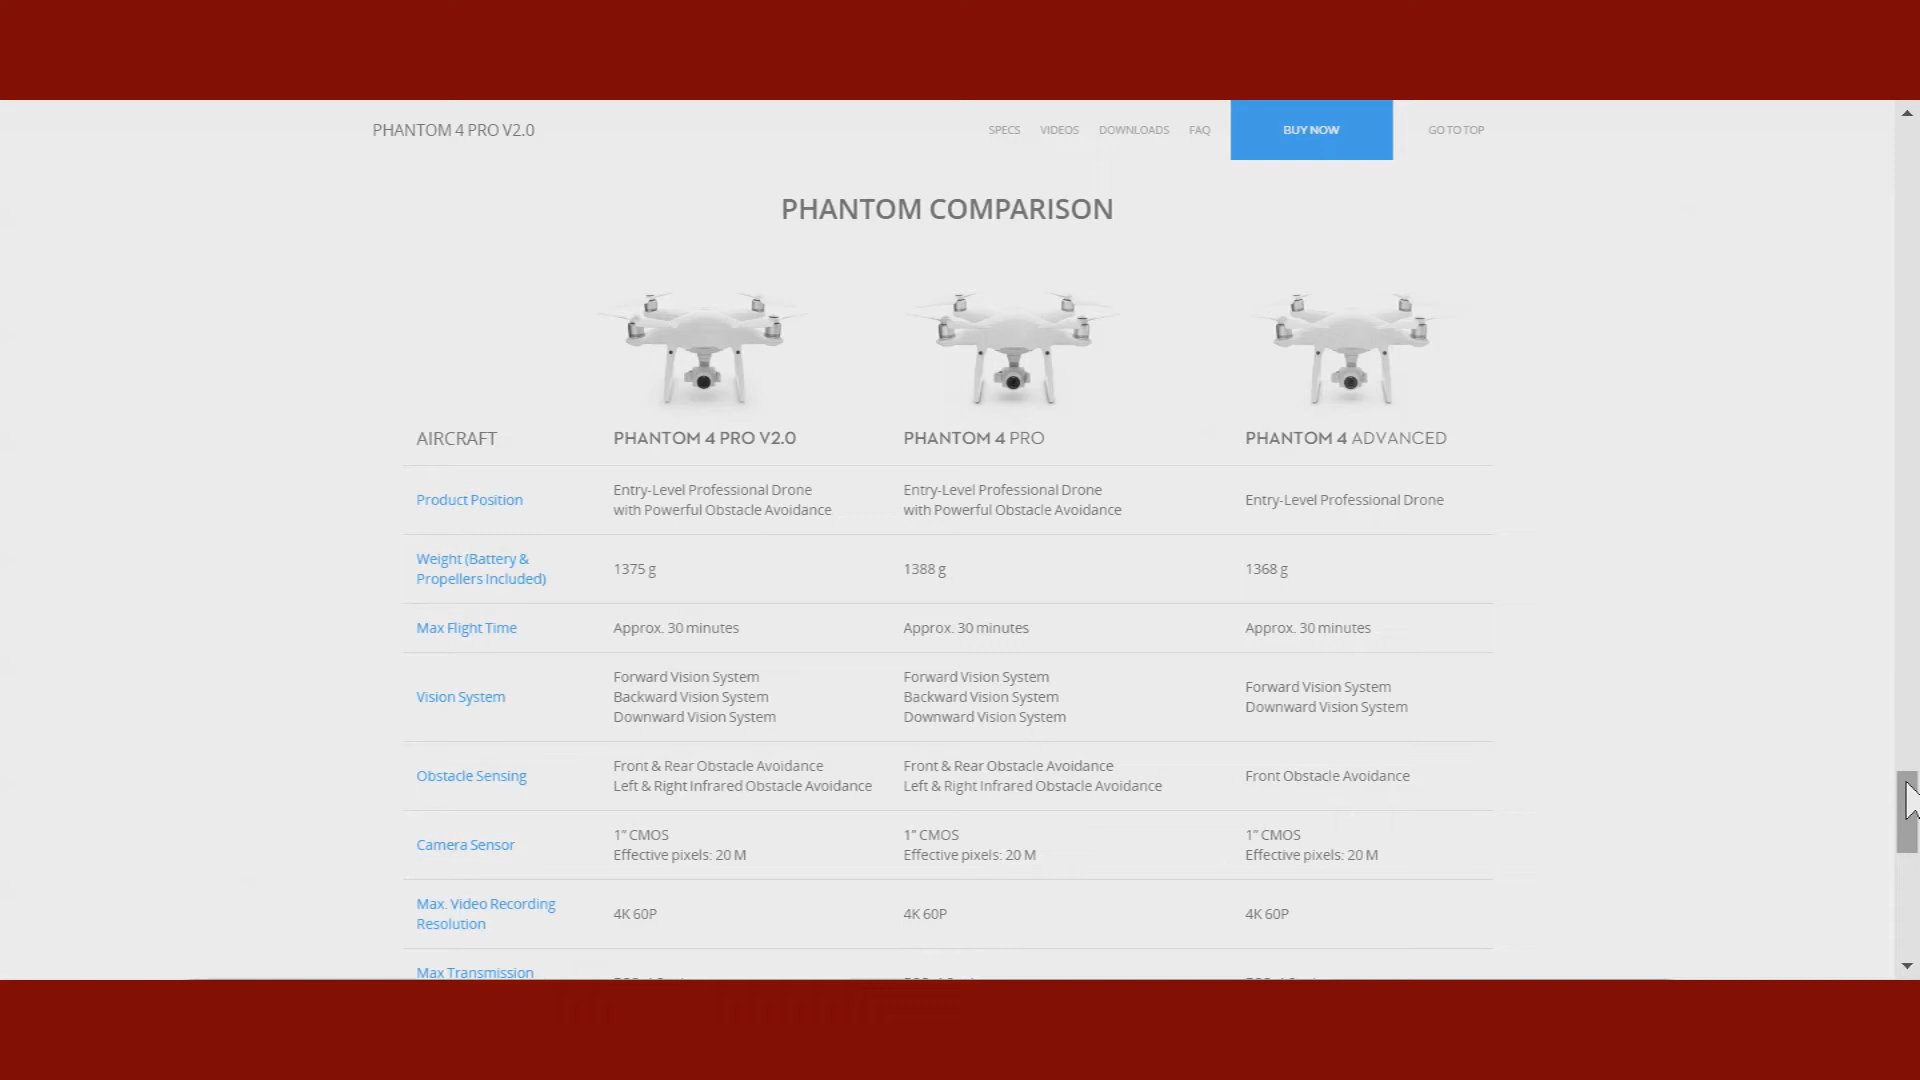 PHANTOM 4 PRO V2.0 SPECS VIDEOS DOWNLOADS FAQ BUY NOW GO TO TOP
PHANTOM COMPARISON
AIRCRAFT PHANTOM 4 PRO V2.0 PHANTOM 4 PRO PHANTOM 4 ADVANCED
Product Position
Entry-Level Professional Drone
with Powerful Obstacle Avoidance
Entry-Level Professional Drone
with Powerful Obstacle Avoidance
Entry-Level Professional Drone
Weight (Battery &
Propellers Included)
1375 g 1388 g 1368 g
Max Flight Time Approx. 30 minutes Approx. 30 minutes Approx. 30 minutes
Vision System
Forward Vision System
Backward Vision System
Downward Vision System
Forward Vision System
Backward Vision System
Downward Vision System
Forward Vision System
Downward Vision System
Obstacle Sensing
Front & Rear Obstacle Avoidance
Left & Right Infrared Obstacle Avoidance
Front & Rear Obstacle Avoidance
Left & Right Infrared Obstacle Avoidance
Front Obstacle Avoidance
Camera Sensor
1” CMOS
Effective pixels: 20 M
1” CMOS
Effective pixels: 20 M
1” CMOS
Effective pixels: 20 M
Max. Video Recording
Resolution
4K 60P 4K 60P 4K 60P
Max Transmission